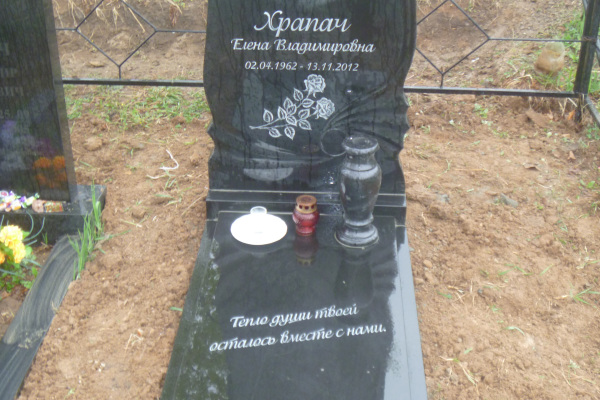 Храпач
Елена Владимировна
02.04.1962 - 13.11.2012
Тепло души твоей
осталось вместе с нами.